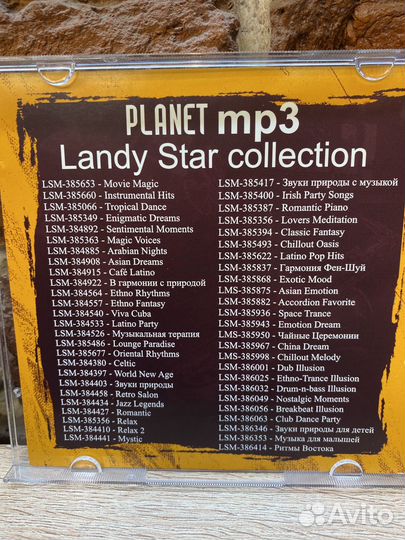 PLANET mp3
Landy Star collection
LSM-385653 - Movie Magic
LSM-385660 - Instrumental Hits
LSM-385066 - Tropical Dance
LSM-385349 - Enigmatic Dreams
LSM-384892 - Sentimental Moments
LSM-385363 - Magic Voices
LSM-384885 - Arabian Nights
LSM-384908 - Asian Dreams
LSM-384915 - Café Latino
LSM-384922 - В гармонии с природой
LSM-384564 - Ethno Rhythms
LSM-384557 - Ethno Fantasy
LSM-384540 - Viva Cuba
LSM-384533 - Latino Party
LSM-384526 - Музыкальная терапия
LSM-385486 - Lounge Paradise
LSM-385677 - Oriental Rhythms
LSM-384380 - Celtic
LSM-384397 - World New Age
LSM-384403 - Звуки природы
LSM-384458 - Retro Salon
LSM-384434 - Jazz Legends
LSM-384427 - Romantic
LSM-385356 - Relax
LSM-384410 - Relax 2
LSM-384441 - Mystic
LSM-385417 - Звуки природы с музыкой
LSM-385400 - Irish Party Songs
LSM-385387 - Romantic Piano
LSM-385356 - Lovers Meditation
LSM-385394 - Classic Fantasy
LSM-385493 - Chillout Oasis
LSM-385622 - Latino Pop Hits
LSM-385837 - Гармония Фен-Шуй
LSM-385868 - Exotic Mood
LMS-385875 - Asian Emotion
LSM-385882 - Accordion Favorite
LSM-385936 - Space Trance
LSM-385943 - Emotion Dream
LMS-385950 - Чайные Церемонии
LSM-385967 - China Dream
LMS-385998 - Chillout Melody
LSM-386001 - Dub Illusion
LSM-386025 - Ethno-Trance Illusion
LSM-386032 - Drum-n-bass Illusion
LSM-386049 - Nostalgic Moments
LSM-386056 - Breakbeat Illusion
LSM-386063 - Club Dance Party
LSM-386346 - Звуки природы для детей
LSM-386353 - Музыка для малышей
LSM-386414 - Ритмы Востока
Avito